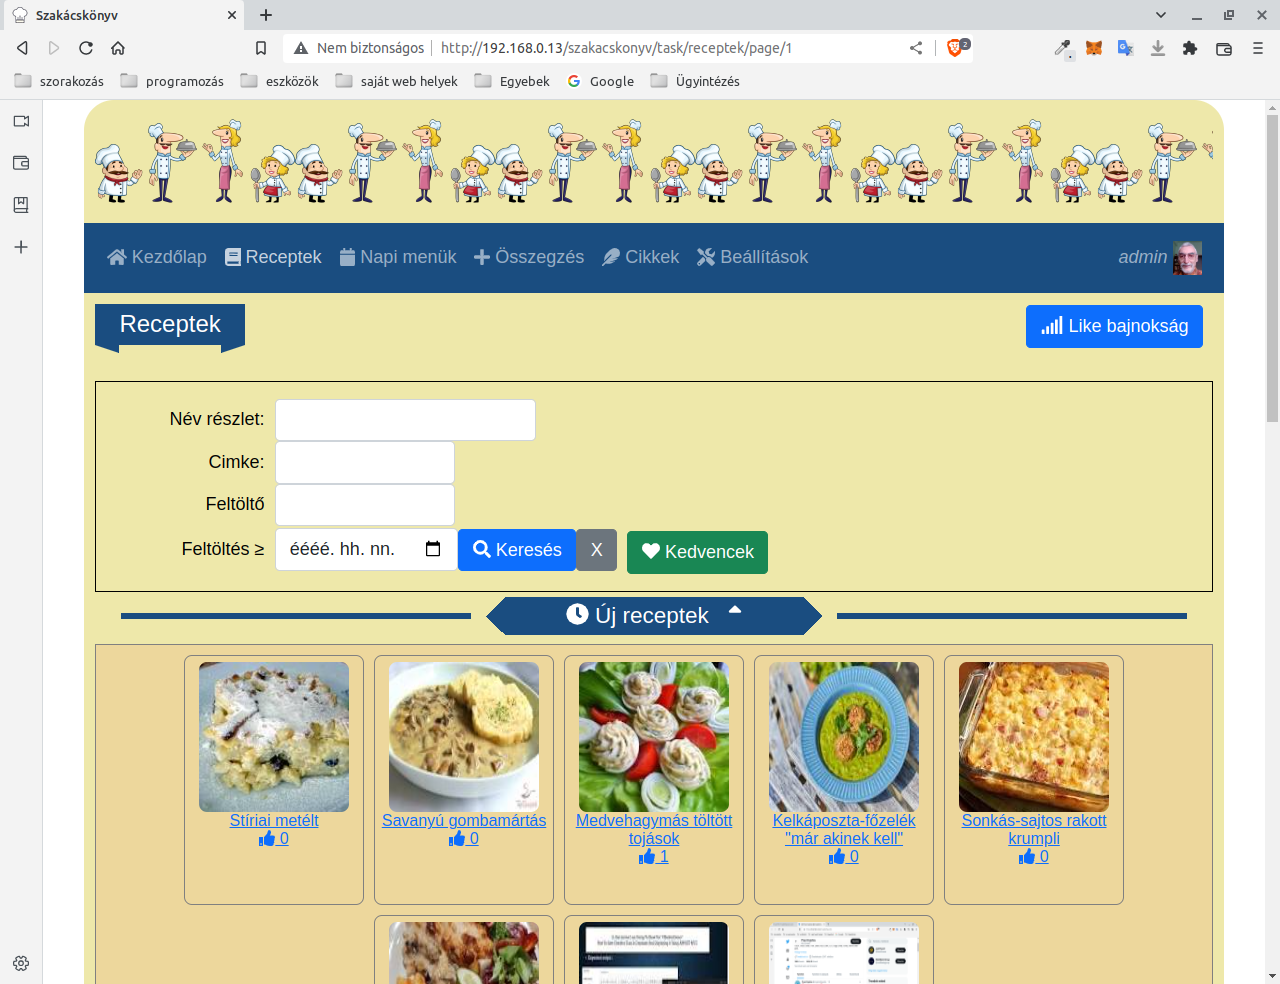 Szakácskönyv
Nem biztonságos http://192.168.0.13/szakacskonyv/task/receptek/page/1 2
szorakozás programozás eszközök saját web helyek Egyebek Google Ügyintézés
Kezdőlap Receptek Napi menük Összegzés Cikkek Beállítások admin
Receptek Like bajnokság
Név részlet:
Cimke:
Feltöltő
Feltöltés ≥ éééé. hh. nn. Keresés X Kedvencek
Új receptek
Stíriai metélt
0
Savanyú gombamártás
0
Medvehagymás töltött
tojások
1
Kelkáposzta-főzelék
"már akinek kell"
0
Sonkás-sajtos rakott
krumpli
0